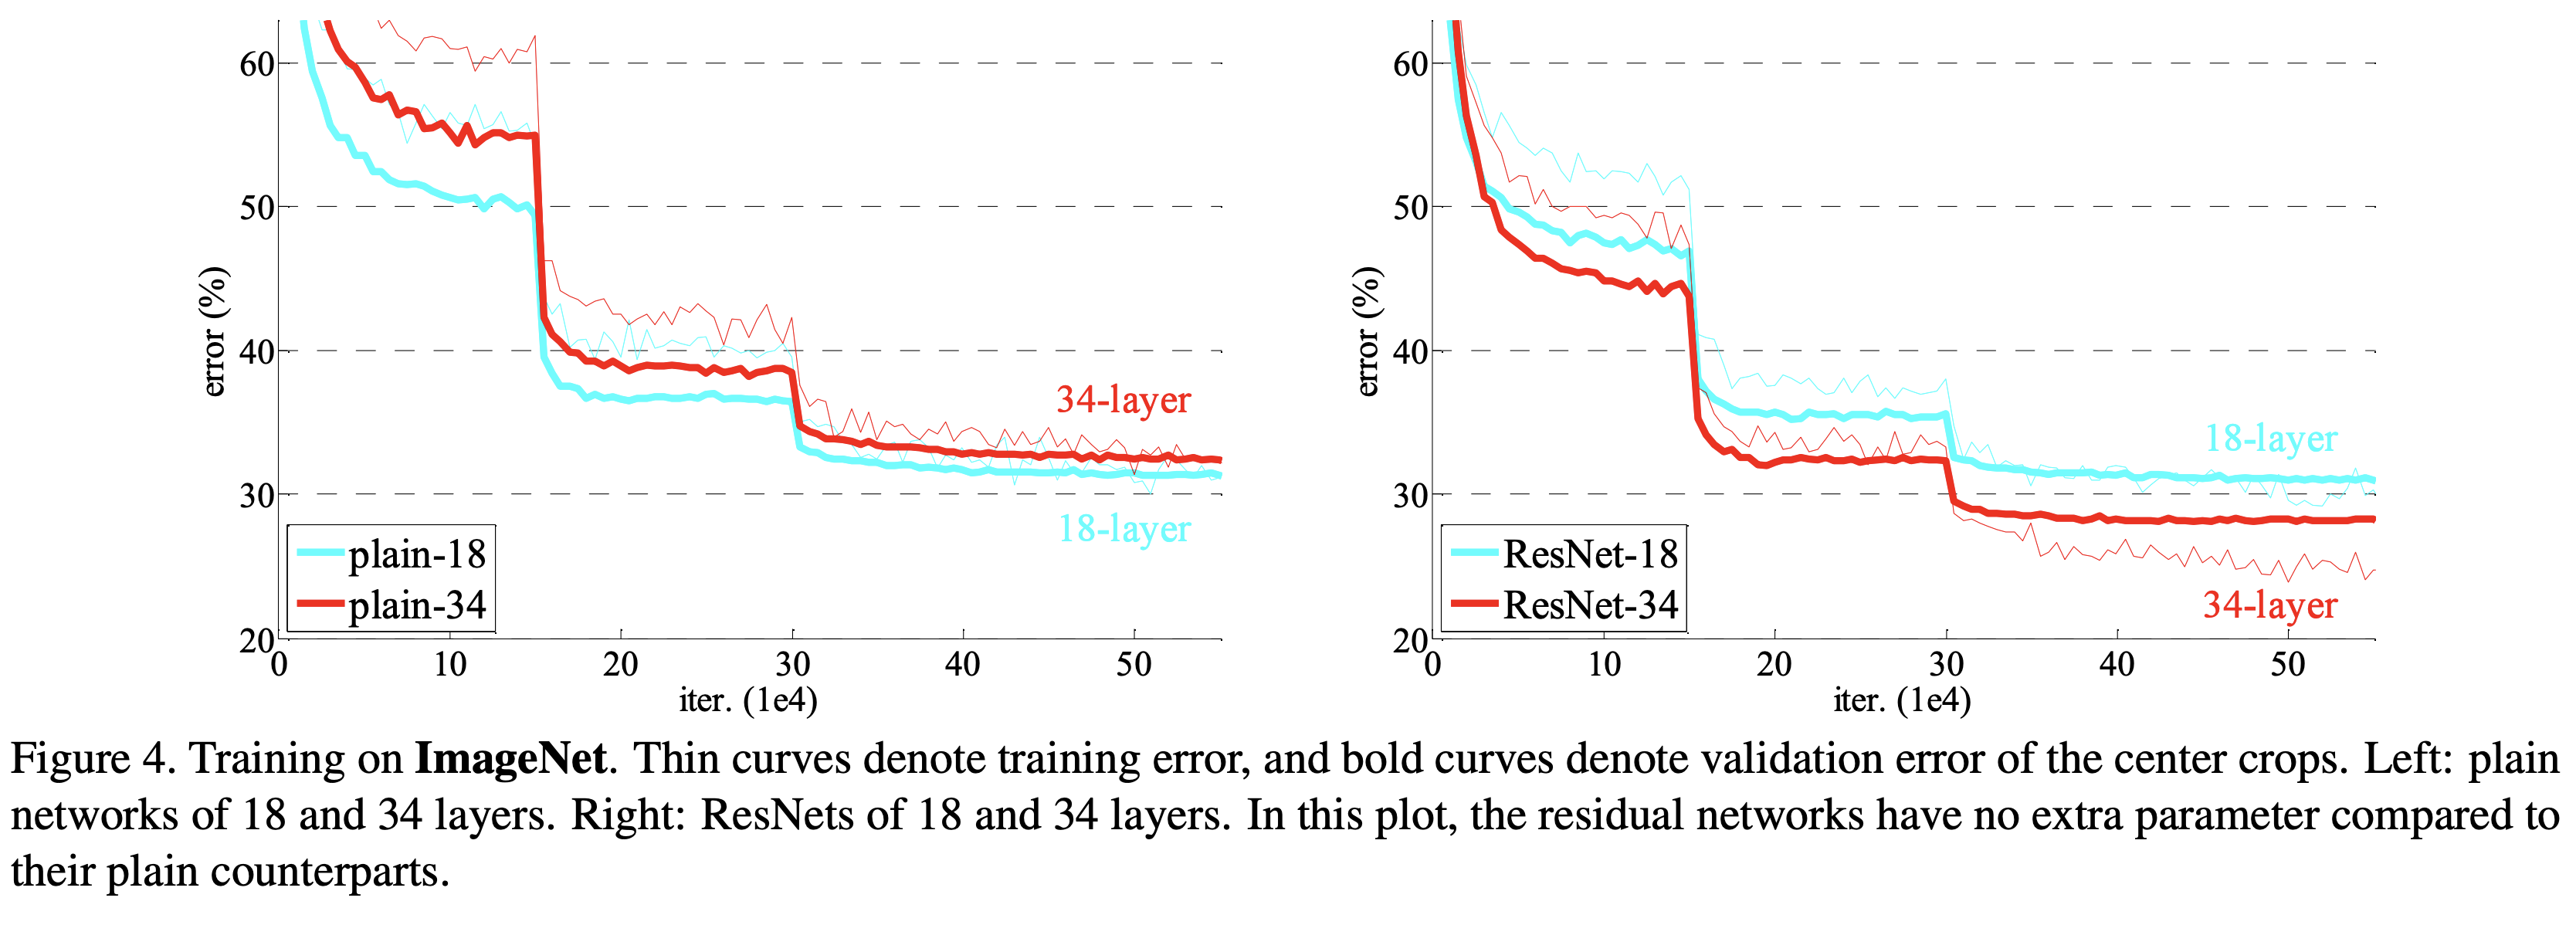 60
50
40
30
20
error (%)
34-layer
18-layer
plain-18
plain-34
0 10 20 30 40 50
iter. (1e4)
60
50
40
30
20
error (%)
18-layer
34-layer
ResNet-18
ResNet-34
0 10 20 30 40 50
iter. (1e4)
Figure 4. Training on ImageNet. Thin curves denote training error, and bold curves denote validation error of the center crops. Left: plain
networks of 18 and 34 layers. Right: ResNets of 18 and 34 layers. In this plot, the residual networks have no extra parameter compared to
their plain counterparts.